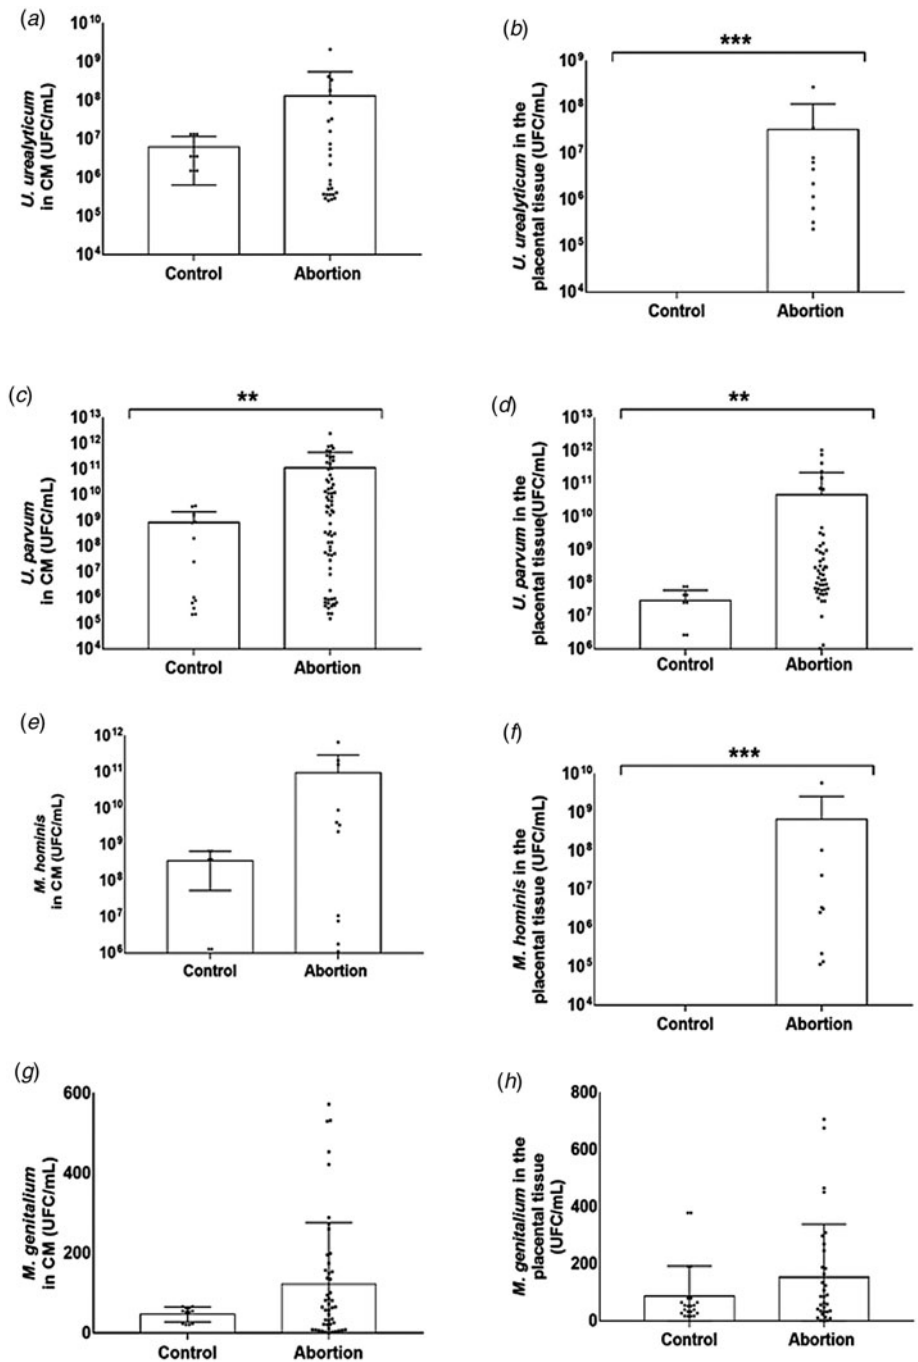 (a)
U. urealyticum
in CM (UFC/mL)
10^10
10^9
10^8
10^7
10^6
10^5
10^4
Control
Abortion
(b)
***
U. urealyticum in the
placental tissue (UFC/mL)
10^9
10^8
10^7
10^6
10^5
10^4
Control
Abortion
(c)
**
U. parvum
in CM (UFC/mL)
10^13
10^12
10^11
10^10
10^9
10^8
10^7
10^6
10^5
10^4
Control
Abortion
(d)
**
U. parvum in the
placental tissue(UFC/mL)
10^13
10^12
10^11
10^10
10^9
10^8
10^7
10^6
Control
Abortion
(e)
M. hominis
in CM (UFC/mL)
10^12
10^11
10^10
10^9
10^8
10^7
10^6
Control
Abortion
(f)
***
M. hominis in the
placental tissue (UFC/mL)
10^10
10^9
10^8
10^7
10^6
10^5
10^4
Control
Abortion
(g)
M. genitalium
in CM (UFC/mL)
600
400
200
0
Control
Abortion
(h)
M. genitalium in the
placental tissue
(UFC/mL)
800
600
400
200
0
Control
Abortion